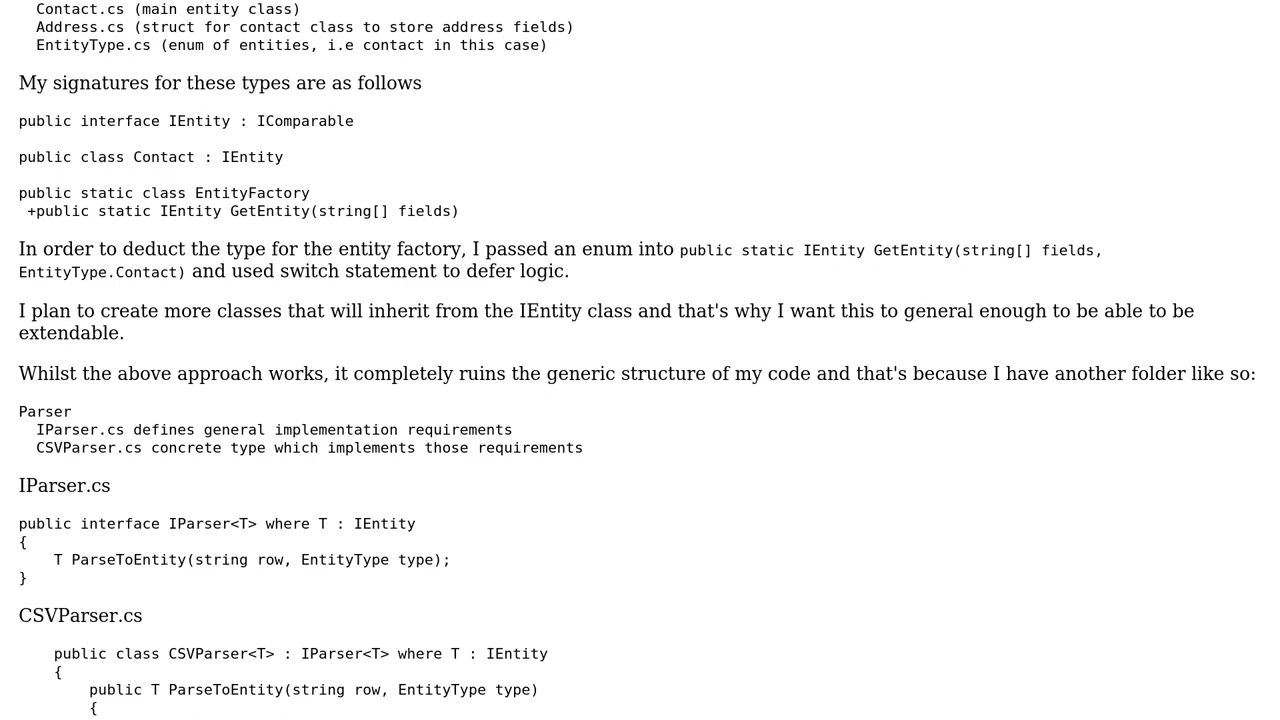 Contact.cs (main entity class)
Address.cs (struct for contact class to store address fields)
EntityType.cs (enum of entities, i.e contact in this case)
My signatures for these types are as follows
public interface IEntity : IComparable
public class Contact : IEntity
public static class EntityFactory
+public static IEntity GetEntity(string[] fields)
In order to deduct the type for the entity factory, I passed an enum into public static IEntity GetEntity(string[] fields,
EntityType.Contact) and used switch statement to defer logic.
I plan to create more classes that will inherit from the IEntity class and that's why I want this to general enough to be able to be
extendable.
Whilst the above approach works, it completely ruins the generic structure of my code and that's because I have another folder like so:
Parser
IParser.cs defines general implementation requirements
CSVParser.cs concrete type which implements those requirements
IParser.cs
public interface IParser<T> where T : IEntity
{
T ParseToEntity(string row, EntityType type);
}
CSVParser.cs
public class CSVParser<T> : IParser<T> where T : IEntity
{
public T ParseToEntity(string row, EntityType type)
{